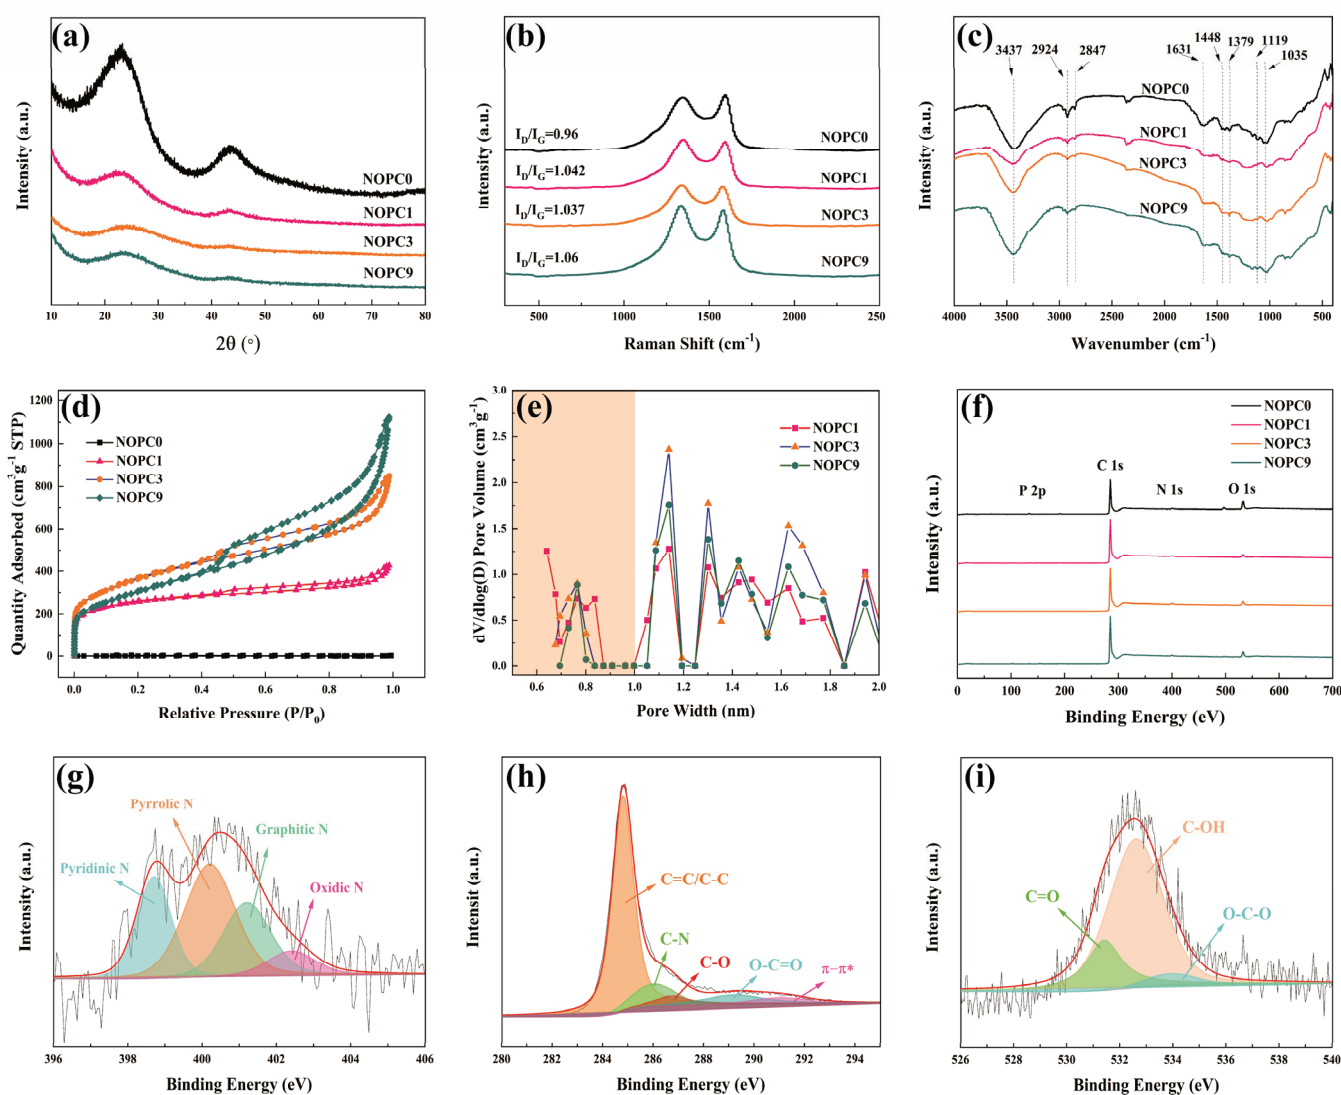 (a)
Intensity (a.u.)
NOPC0
NOPC1
NOPC3
NOPC9
10 20 30 40 50 60 70 80
2θ (°)
(b)
Intensity (a.u.)
I_D/I_G=0.96
NOPC0
I_D/I_G=1.042
NOPC1
I_D/I_G=1.037
NOPC3
I_D/I_G=1.06
NOPC9
500 1000 1500 2000 250
Raman Shift (cm⁻¹)
(c)
Intensity (a.u.)
3437 2924 2847 1631 1448 1379 1119 1035
NOPC0
NOPC1
NOPC3
NOPC9
4000 3500 3000 2500 2000 1500 1000 500
Wavenumber (cm⁻¹)
(d)
Quantity Adsorbed (cm³g⁻¹ STP)
1200
1000
800
600
400
200
0
NOPC0
NOPC1
NOPC3
NOPC9
0.0 0.2 0.4 0.6 0.8 1.0
Relative Pressure (P/P₀)
(e)
dV/dlog(D) Pore Volume (cm³g⁻¹)
3.0
2.5
2.0
1.5
1.0
0.5
0.0
NOPC1
NOPC3
NOPC9
0.6 0.8 1.0 1.2 1.4 1.6 1.8 2.0
Pore Width (nm)
(f)
Intensity (a.u.)
NOPC0
NOPC1
NOPC3
NOPC9
P 2p C 1s N 1s O 1s
0 100 200 300 400 500 600 700
Binding Energy (eV)
(g)
Intensity (a.u.)
Pyrrolic N
Graphitic N
Pyridinic N
Oxidic N
396 398 400 402 404 406
Binding Energy (eV)
(h)
Intensit (a.u.)
C=C/C-C
C-N
C-O
O-C=O
π−π*
280 282 284 286 288 290 292 294
Binding Energy (eV)
(i)
Intensity (a.u.)
C-OH
C=O
O-C-O
526 528 530 532 534 536 538 540
Binding Energy (eV)